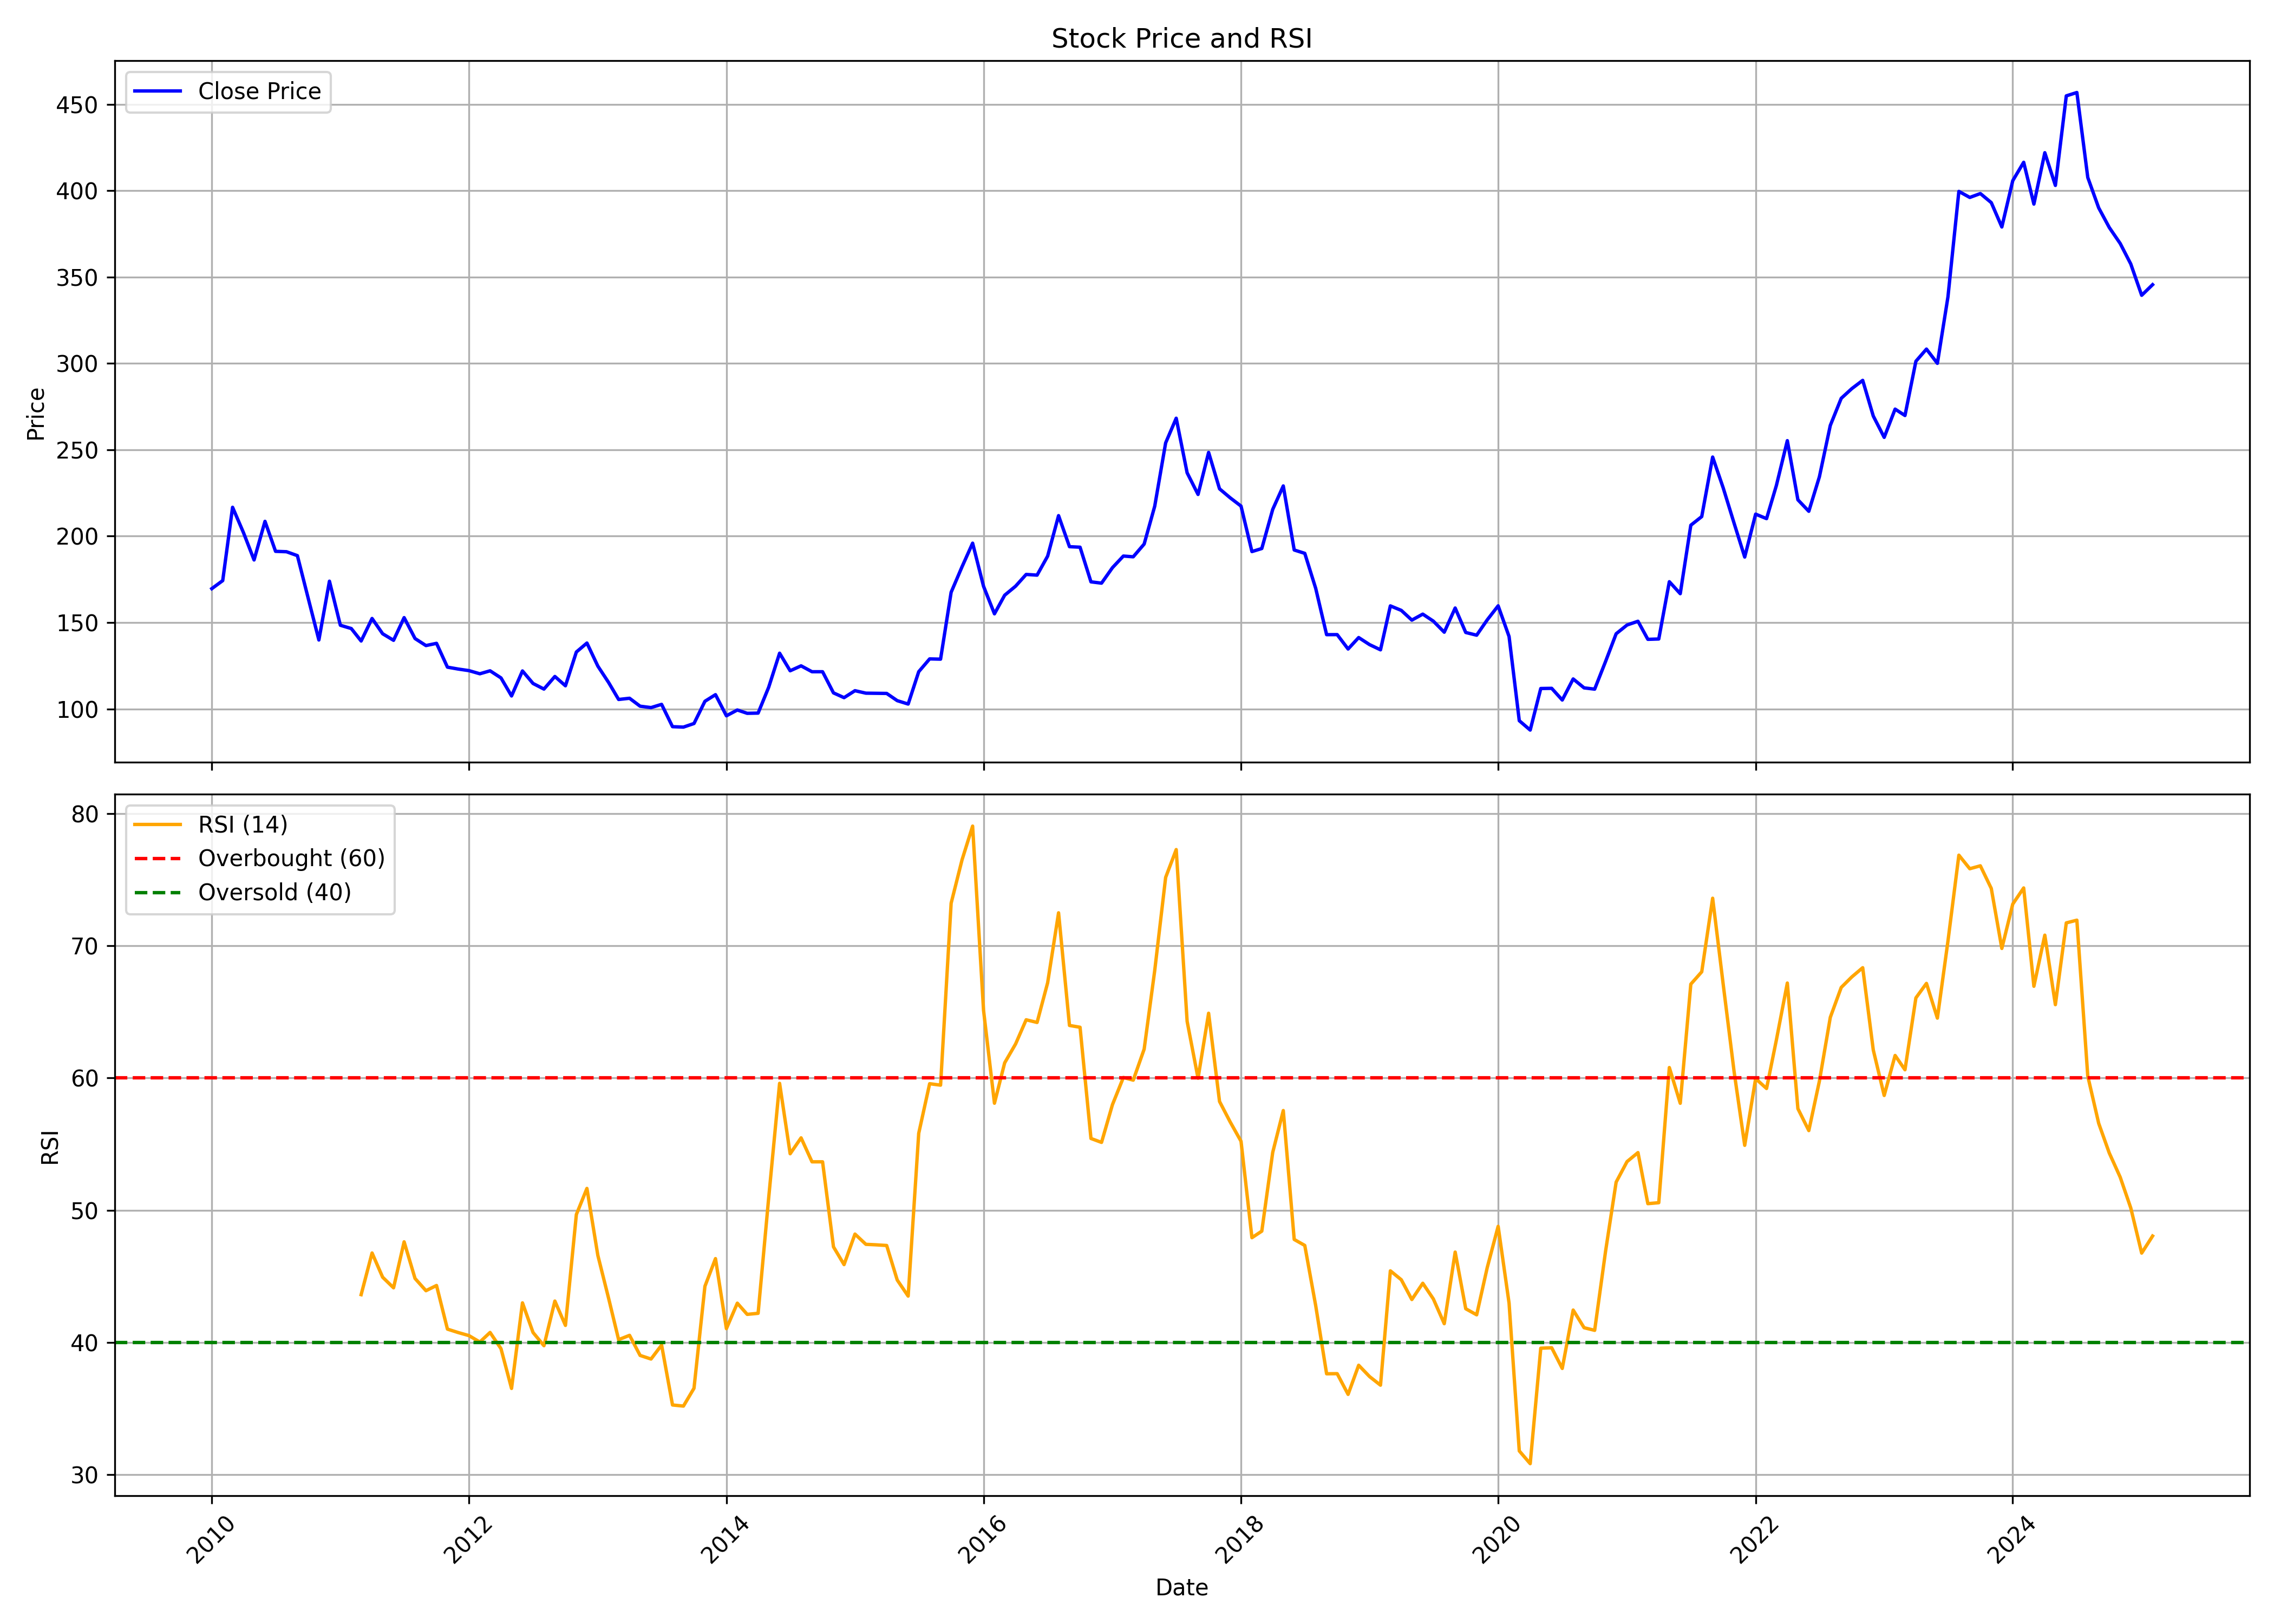 Stock Price and RSI
Close Price
450
400
350
300
250
200
150
100
Price
RSI (14)
Overbought (60)
Oversold (40)
80
70
60
50
40
30
RSI
2010
2012
2014
2016
2018
2020
2022
2024
Date